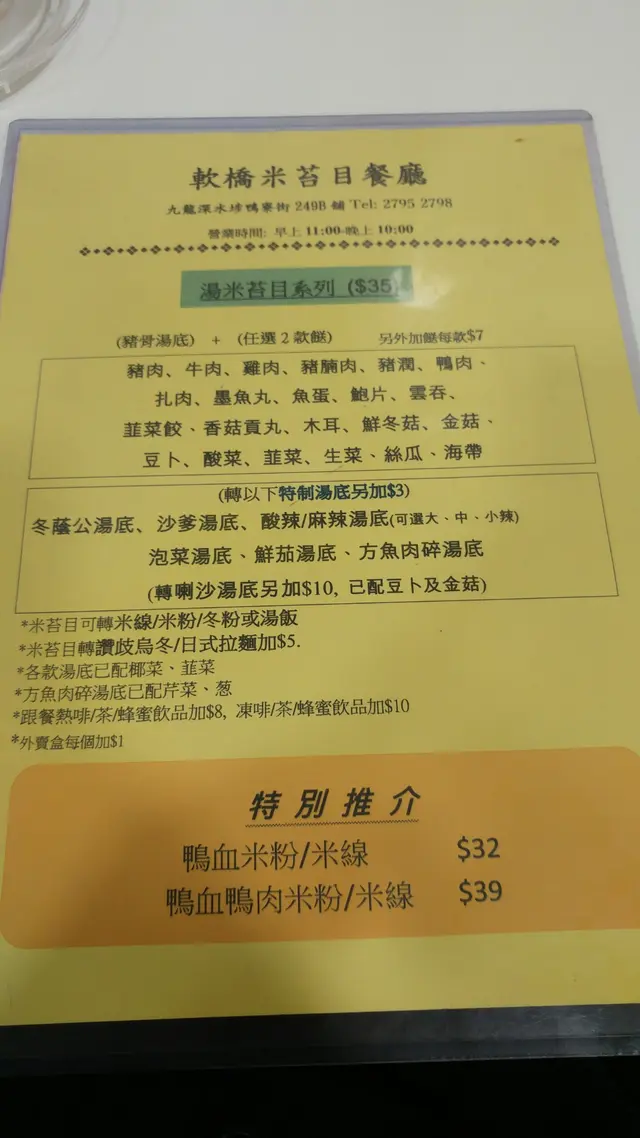 軟橋米苔目餐廳
九龍深水埗鴨寮街 249B 舖 Tel: 2795 2798
營業時間: 早上 11:00-晚上 10:00
湯米苔目系列 ($35)
(豬骨湯底) + (任選 2 款餸) 另外加餸每款$7
豬肉、牛肉、雞肉、豬腩肉、豬潤、鴨肉、
扎肉、墨魚丸、魚蛋、鮑片、雲吞、
韮菜餃、香菇貢丸、木耳、鮮冬菇、金菇、
豆卜、酸菜、韮菜、生菜、絲瓜、海帶
(轉以下特制湯底另加$3)
冬蔭公湯底、沙爹湯底、酸辣/麻辣湯底(可選大、中、小辣)
泡菜湯底、鮮茄湯底、方魚肉碎湯底
(轉喇沙湯底另加$10, 已配豆卜及金菇)
*米苔目可轉米線/米粉/冬粉或湯飯
*米苔目轉讚歧烏冬/日式拉麵加$5.
*各款湯底已配椰菜、韮菜
*方魚肉碎湯底已配芹菜、葱
*跟餐熱啡/茶/蜂蜜飲品加$8, 凍啡/茶/蜂蜜飲品加$10
*外賣盒每個加$1
特別推介
鴨血米粉/米線 $32
鴨血鴨肉米粉/米線 $39